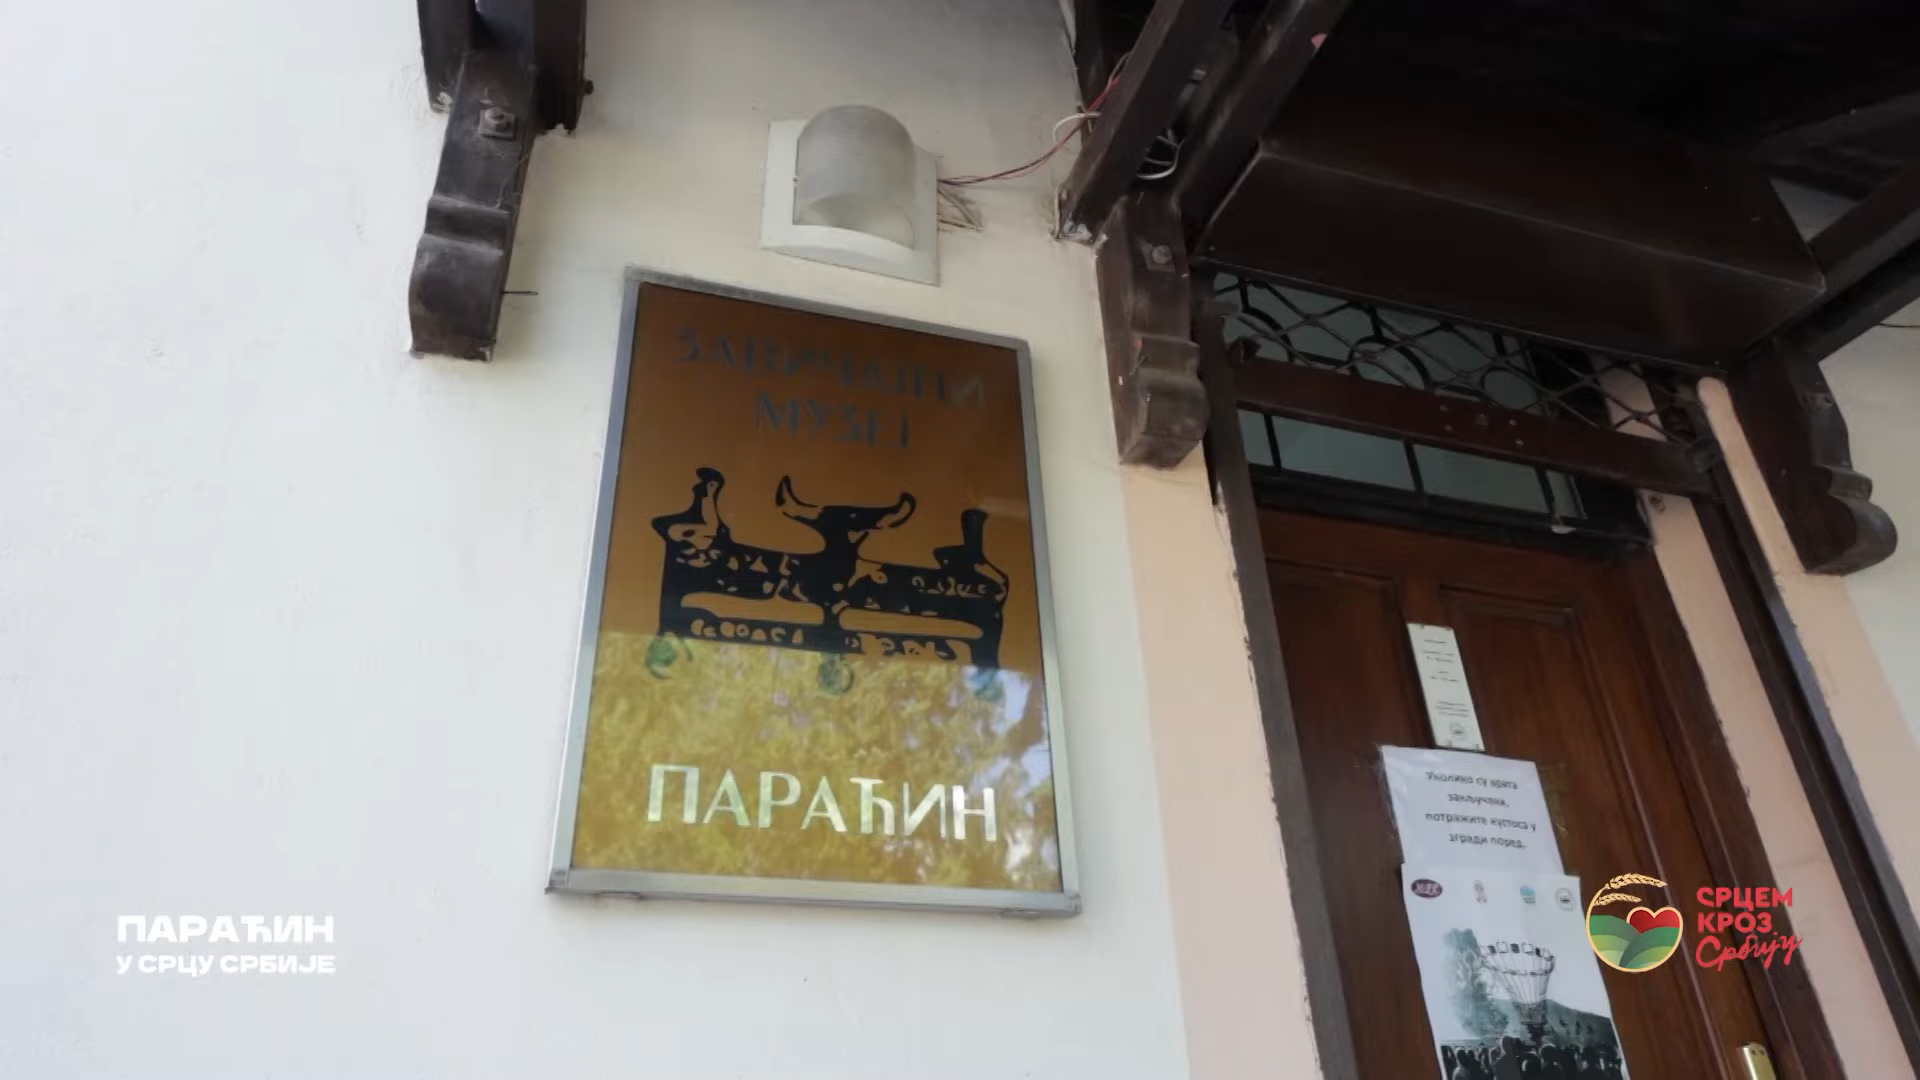 ЗАВИЧАЈНИ
МУЗЕЈ
ПАРАЋИН
Уколико су врата
закључана,
потражите кустоса у
згради поред.
ПАРАЋИН
У СРЦУ СРБИЈЕ
СРЦЕМ
КРОЗ
Србију